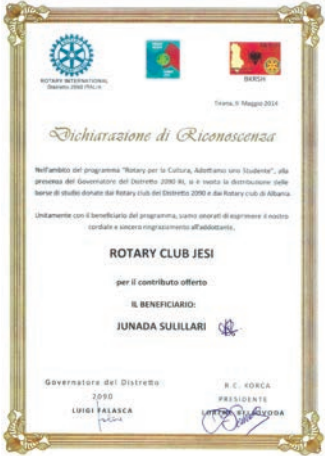 ROTARY INTERNATIONAL
Distretto 2090 ITALIA
BKRSH
Tirana, Maggio 2014
Dichiarazione di Riconoscenza
Nell'ambito del programma "Rotary per la Cultura, Adottiamo uno Studente", alla
presenza del Governatore del Distretto 2090 RI, si è svolta la distribuzione delle
borse di studio donate dai Rotary club del Distretto 2090 e dai Rotary club di Albania
Unitamente con il beneficiario del programma, siamo onorati di esprimere il nostro
cordiale e sincero ringraziamento all'addottante,
ROTARY CLUB JESI
per il contributo offerto
IL BENEFICIARIO:
JUNADA SULILLARI
Governatore del Distretto
2090
LUIGI FALASCA
R.C. KORCA
PRESIDENTE